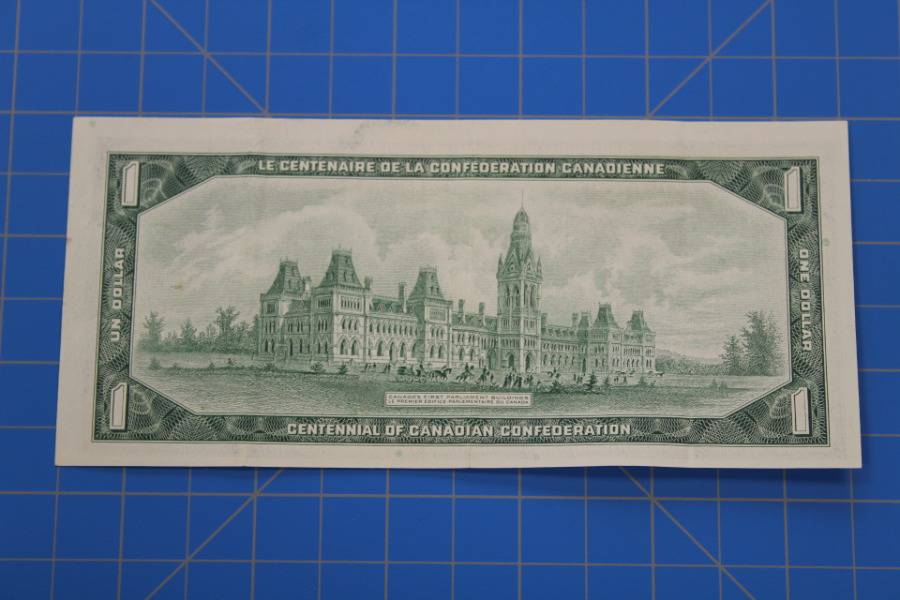 1
LE CENTENAIRE DE LA CONFEDERATION CANADIENNE
1
UN DOLLAR
ONE DOLLAR
CANADA'S FIRST PARLIAMENT BUILDINGS
LE PREMIER ÉDIFICE PARLEMENTAIRE DU CANADA
1
CENTENNIAL OF CANADIAN CONFEDERATION
1